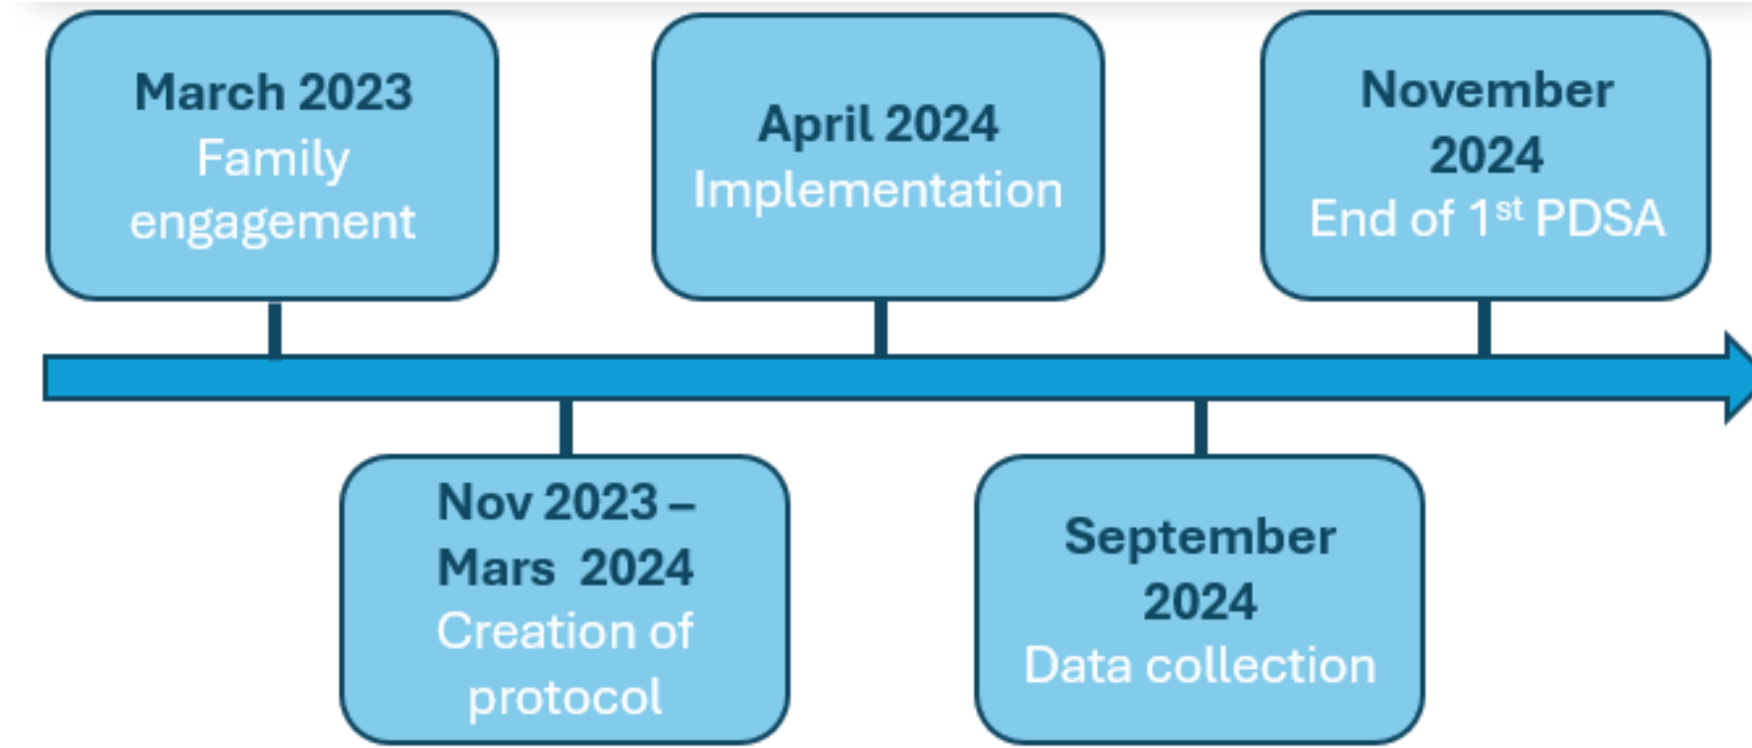 March 2023
Family
engagement
Nov 2023 –
Mars  2024
Creation of
protocol
April 2024
Implementation
September
2024
Data collection
November
2024
End of 1st PDSA